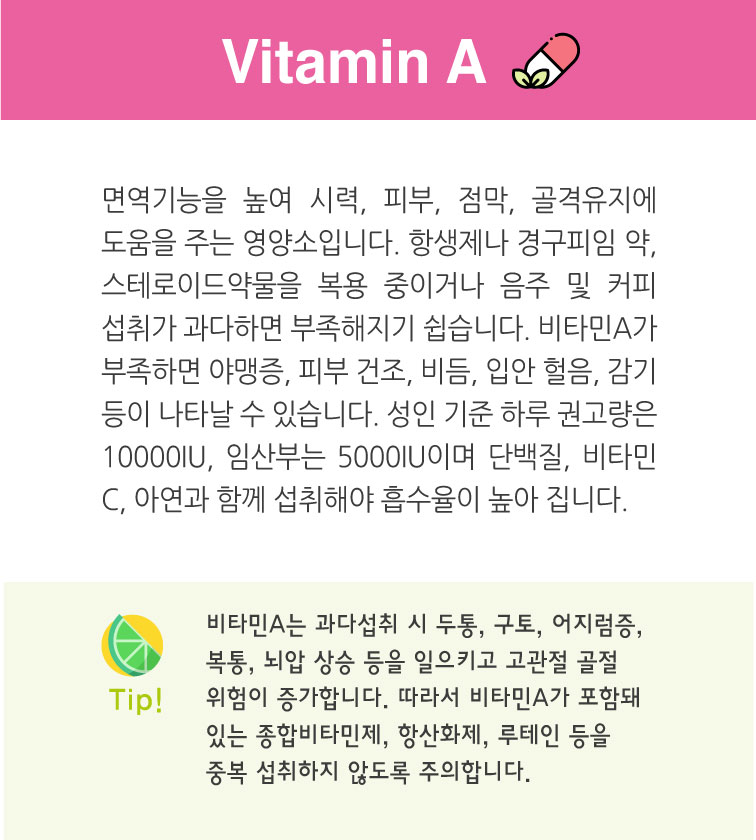 Vitamin A
면역기능을 높여 시력, 피부, 점막, 골격유지에
도움을 주는 영양소입니다. 항생제나 경구피임 약,
스테로이드약물을 복용 중이거나 음주 및 커피
섭취가 과다하면 부족해지기 쉽습니다. 비타민A가
부족하면 야맹증, 피부 건조, 비듬, 입안 헐음, 감기
등이 나타날 수 있습니다. 성인 기준 하루 권고량은
10000IU, 임산부는 5000IU이며 단백질, 비타민
C, 아연과 함께 섭취해야 흡수율이 높아 집니다.
비타민A는 과다섭취 시 두통, 구토, 어지럼증,
복통, 뇌압 상승 등을 일으키고 고관절 골절
위험이 증가합니다. 따라서 비타민A가 포함돼
있는 종합비타민제, 항산화제, 루테인 등을
중복 섭취하지 않도록 주의합니다.
Tip!